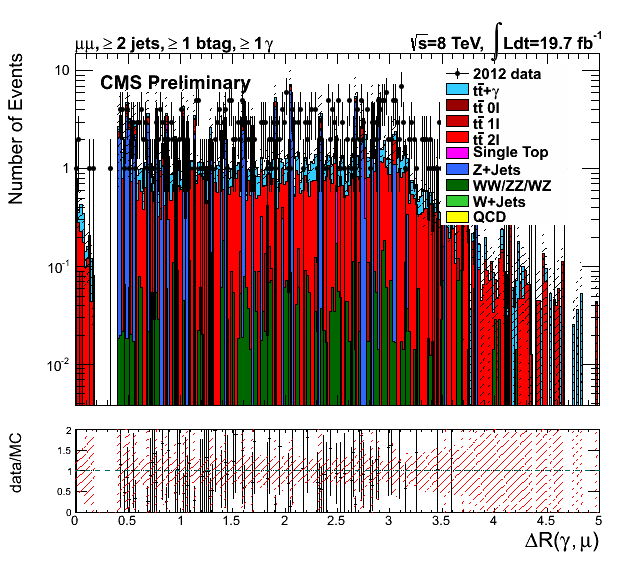 μμ, ≥ 2 jets, ≥ 1 btag, ≥ 1 γ
√s=8 TeV, ∫ Ldt=19.7 fb⁻¹
CMS Preliminary
2012 data
tt̄+γ
tt̄ 0l
tt̄ 1l
tt̄ 2l
Single Top
Z+Jets
WW/ZZ/WZ
W+Jets
QCD
Number of Events
10
1
10⁻¹
10⁻²
data/MC
2
1.5
1
0.5
0
0 0.5 1 1.5 2 2.5 3 3.5 4 4.5 5
ΔR(γ, μ)